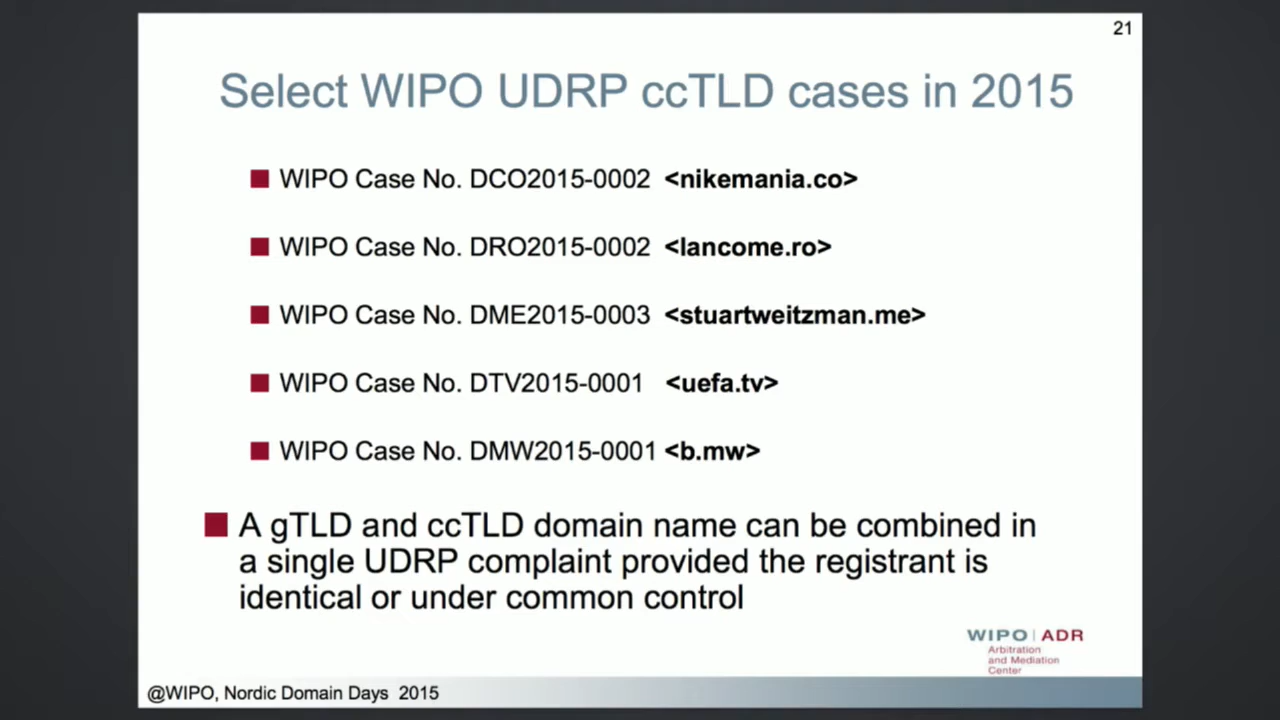 21
Select WIPO UDRP ccTLD cases in 2015
WIPO Case No. DCO2015-0002 <nikemania.co>
WIPO Case No. DRO2015-0002 <lancome.ro>
WIPO Case No. DME2015-0003 <stuartweitzman.me>
WIPO Case No. DTV2015-0001 <uefa.tv>
WIPO Case No. DMW2015-0001 <b.mw>
A gTLD and ccTLD domain name can be combined in
a single UDRP complaint provided the registrant is
identical or under common control
WIPO | ADR
Arbitration
and Mediation
Center
@WIPO, Nordic Domain Days 2015